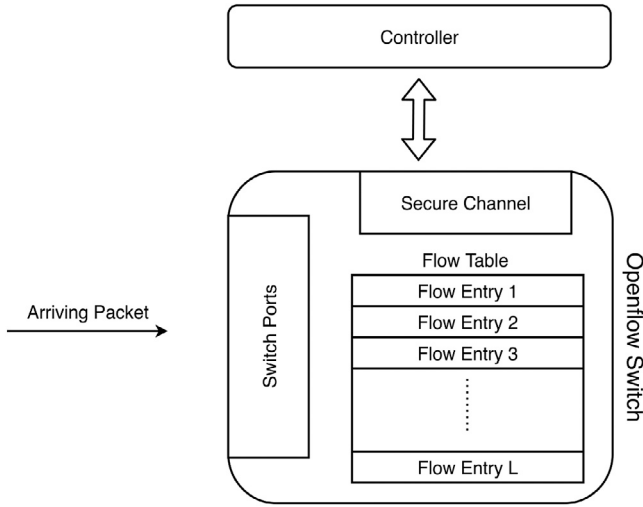 Controller
Secure Channel
Flow Table
Flow Entry 1
Flow Entry 2
Flow Entry 3
Flow Entry L
Arriving Packet
Switch Ports
Openflow Switch